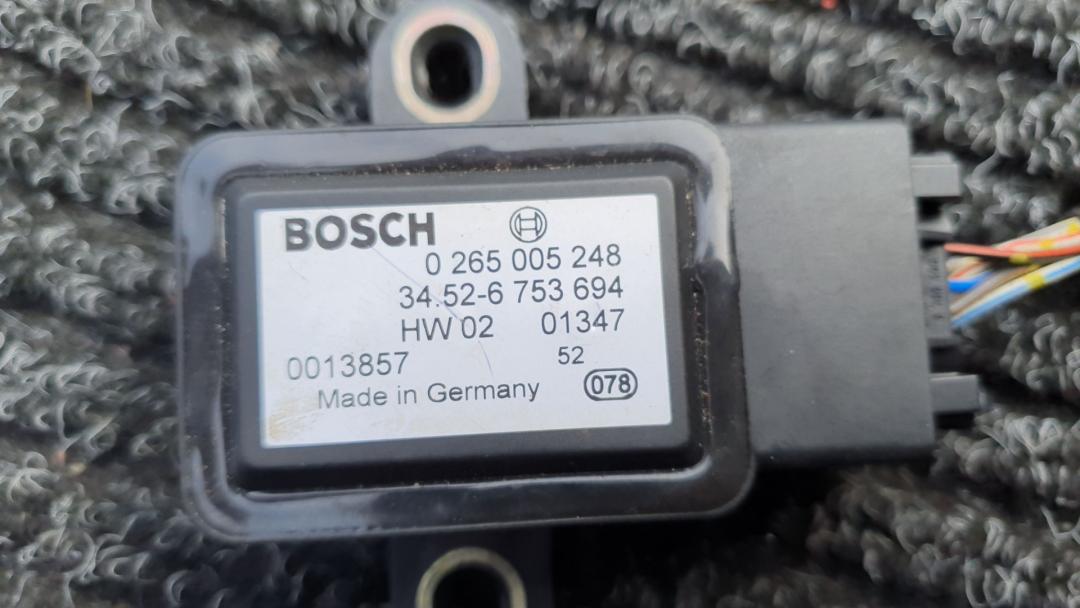 BOSCH
0 265 005 248
34.52-6 753 694
HW 02 01347
0013857 52
Made in Germany 078